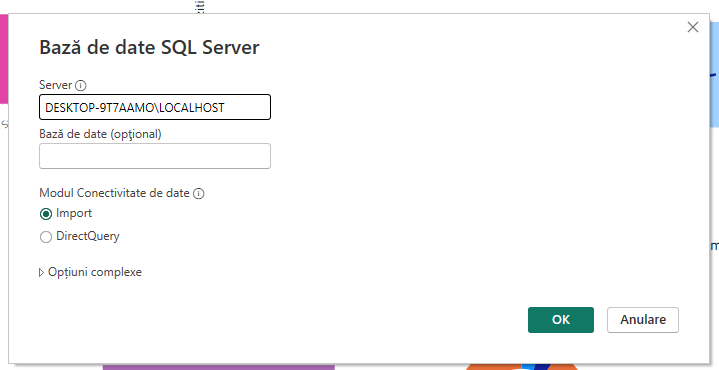 Bază de date SQL Server
Server
DESKTOP-9T7AAMO\LOCALHOST
Bază de date (opțional)
Modul Conectivitate de date
Import
DirectQuery
Opțiuni complexe
OK
Anulare